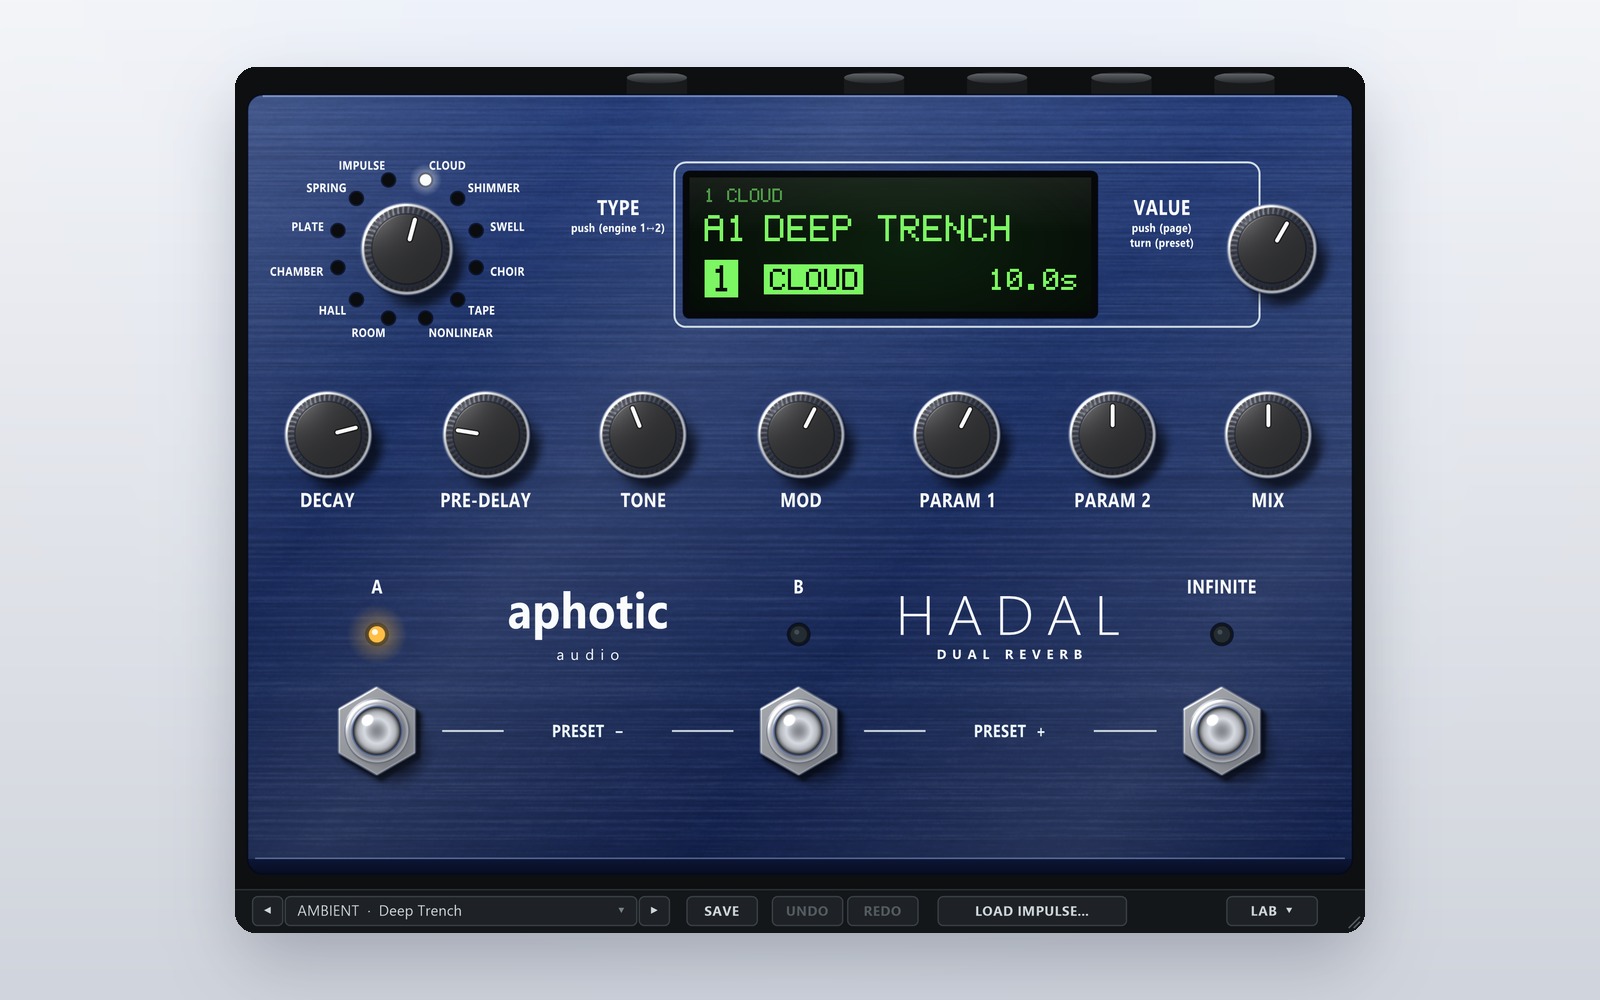 IMPULSE CLOUD
SPRING SHIMMER
PLATE SWELL
CHAMBER CHOIR
HALL TAPE
ROOM NONLINEAR
TYPE
push (engine 1↔2)
1 CLOUD
A1 DEEP TRENCH
1 CLOUD 10.0s
VALUE
push (page)
turn (preset)
DECAY PRE-DELAY TONE MOD PARAM 1 PARAM 2 MIX
A B INFINITE
aphotic
audio
HADAL
DUAL REVERB
PRESET – PRESET +
◄ AMBIENT · Deep Trench ▼ ► SAVE UNDO REDO LOAD IMPULSE... LAB ▼